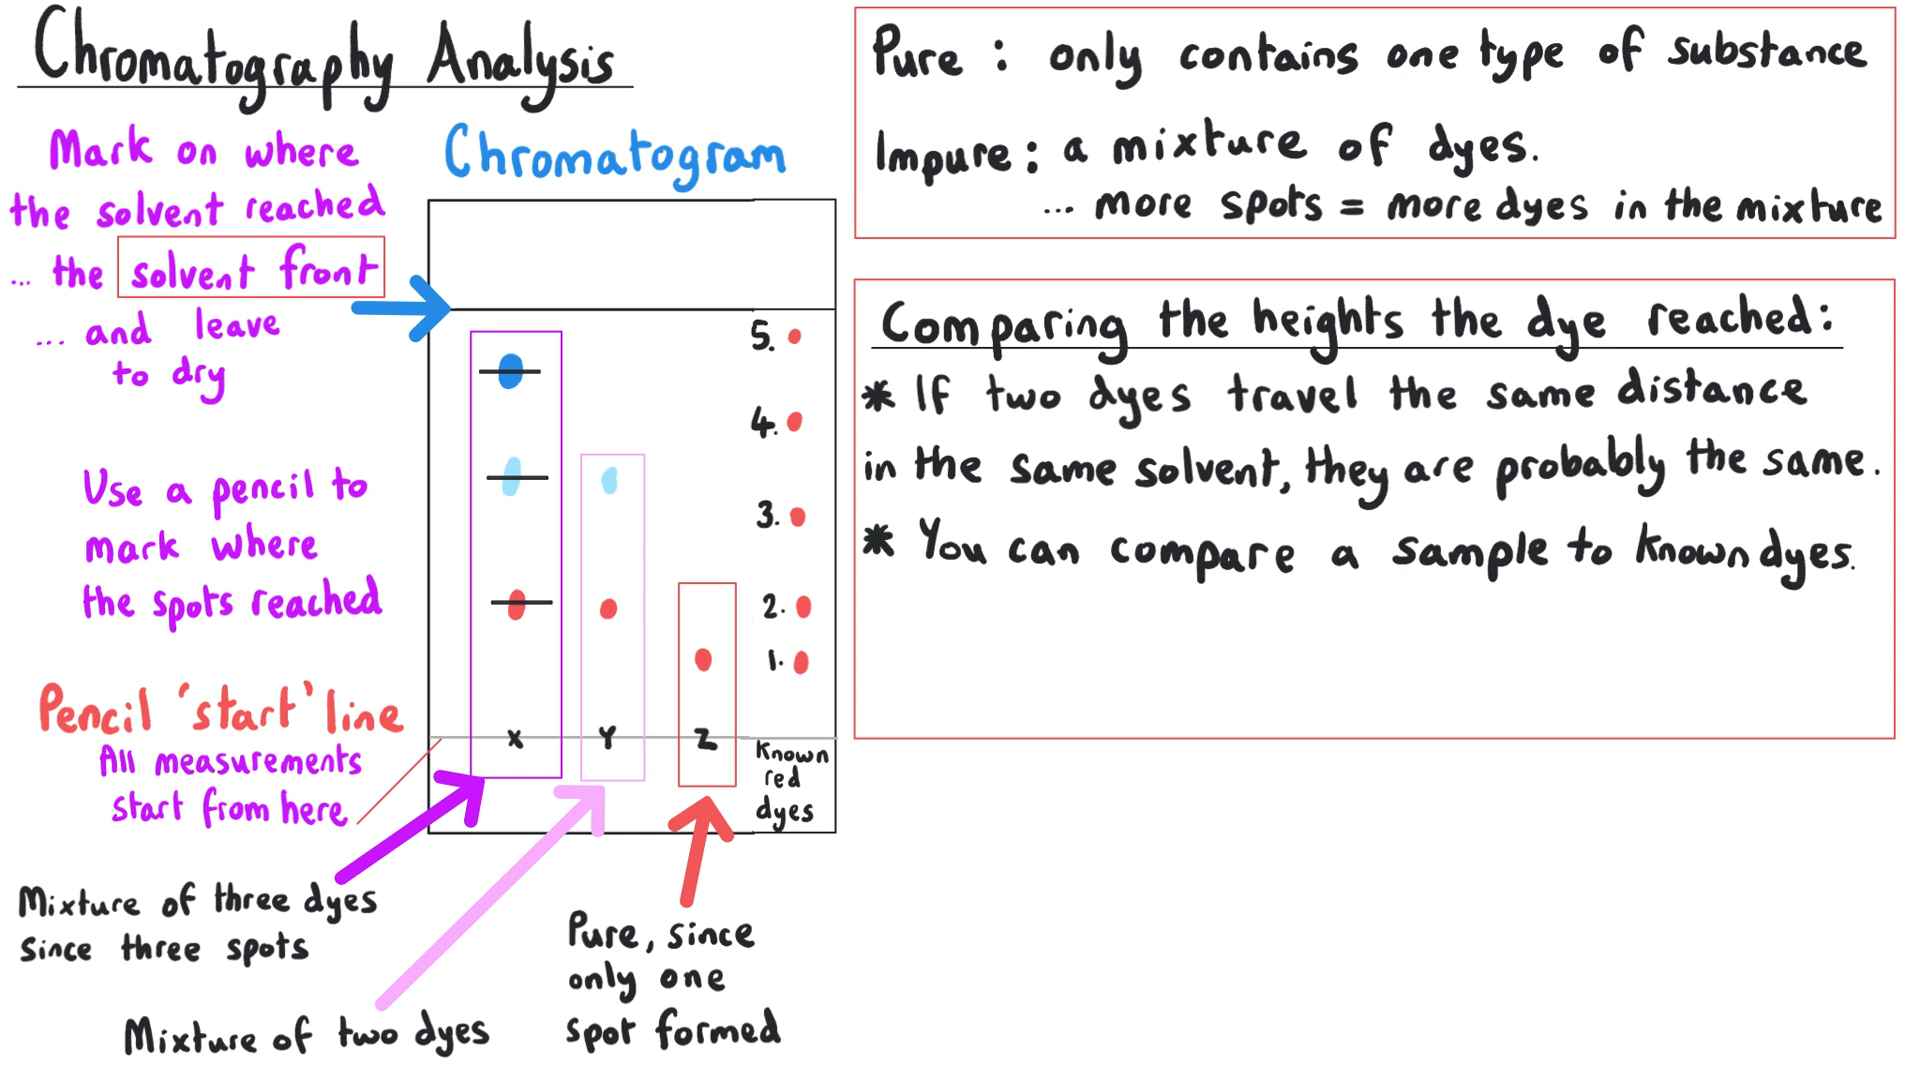 Chromatography Analysis
Mark on where
the solvent reached
... the solvent front
... and leave
to dry
Use a pencil to
mark where
the spots reached
Pencil 'start' line
All measurements
start from here
Mixture of three dyes
since three spots
Mixture of two dyes
Chromatogram
5.
4.
3.
2.
1.
X Y Z
Known
red
dyes
Pure, since
only one
spot formed
Pure : only contains one type of substance
Impure : a mixture of dyes.
... more spots = more dyes in the mixture
Comparing the heights the dye reached:
* If two dyes travel the same distance
in the same solvent, they are probably the same.
* You can compare a sample to known dyes.